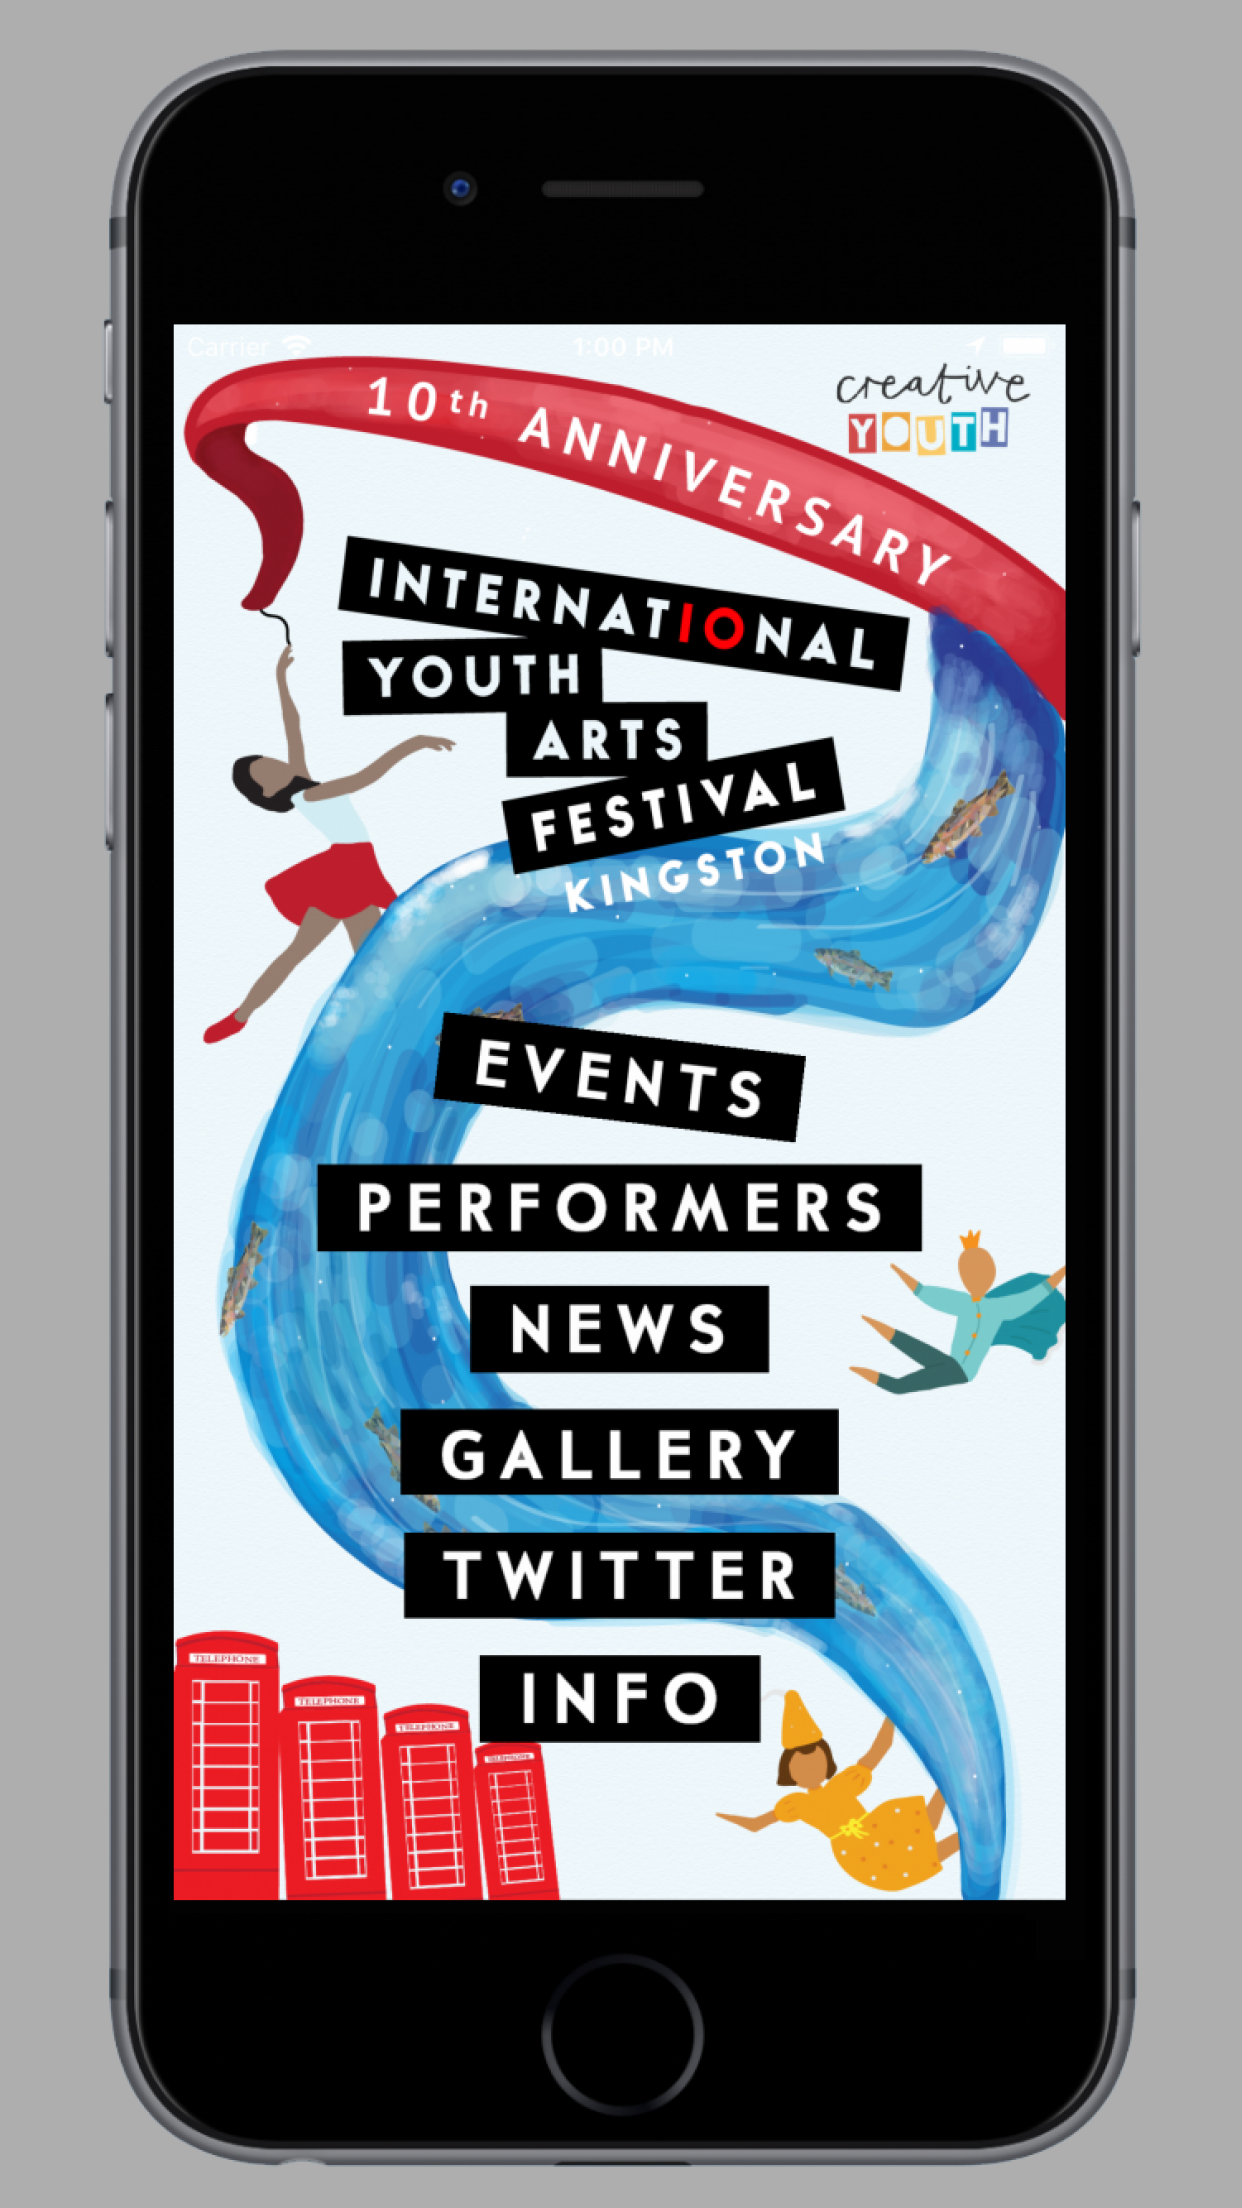 Carrier 1:00 PM
creative
YOUTH
10th ANNIVERSARY
INTERNATIONAL
YOUTH
ARTS
FESTIVAL
KINGSTON
EVENTS
PERFORMERS
NEWS
GALLERY
TWITTER
INFO
TELEPHONE
TELEPHONE
TELEPHONE
TELEPHONE